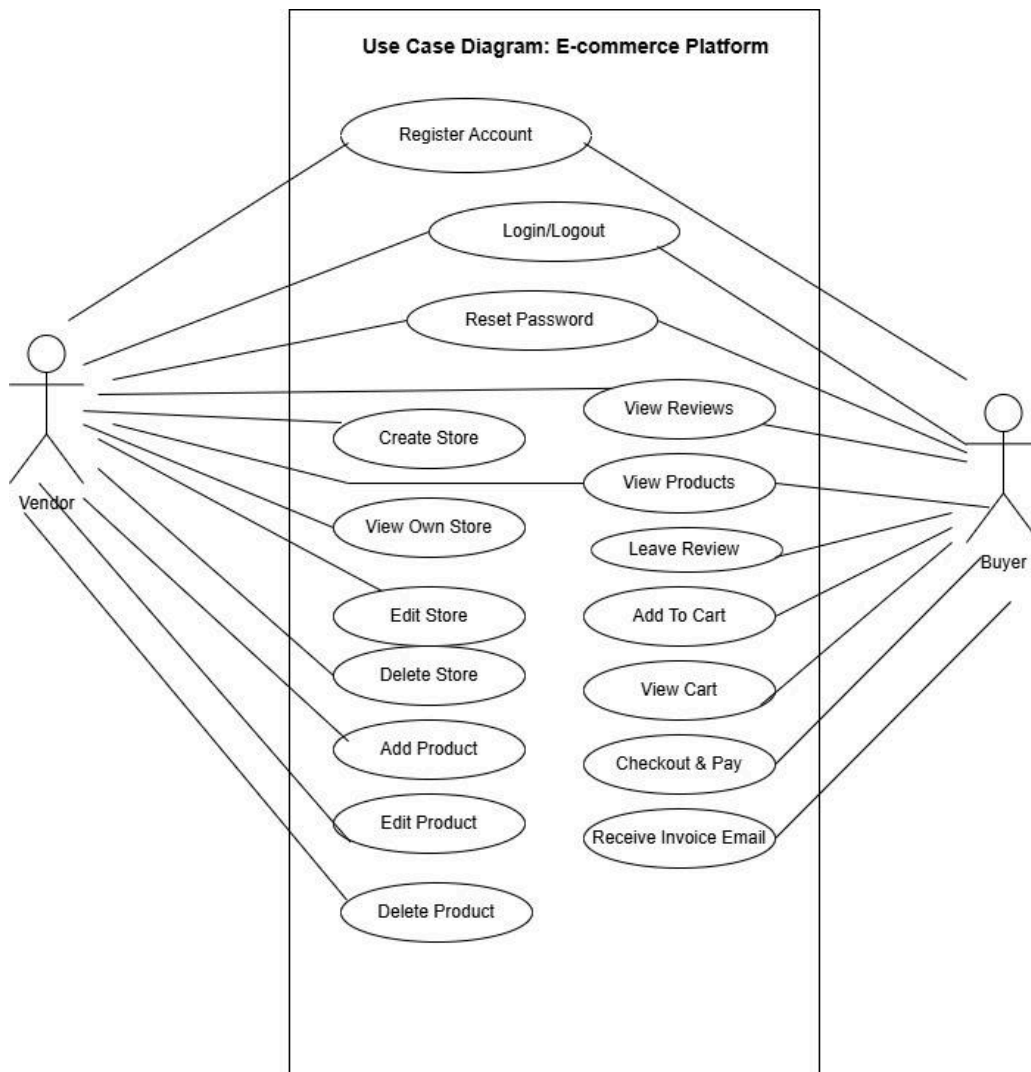 Use Case Diagram: E-commerce Platform
Register Account
Login/Logout
Reset Password
View Reviews
Create Store
View Products
Vendor
View Own Store
Leave Review
Buyer
Edit Store
Add To Cart
Delete Store
View Cart
Add Product
Checkout & Pay
Edit Product
Receive Invoice Email
Delete Product